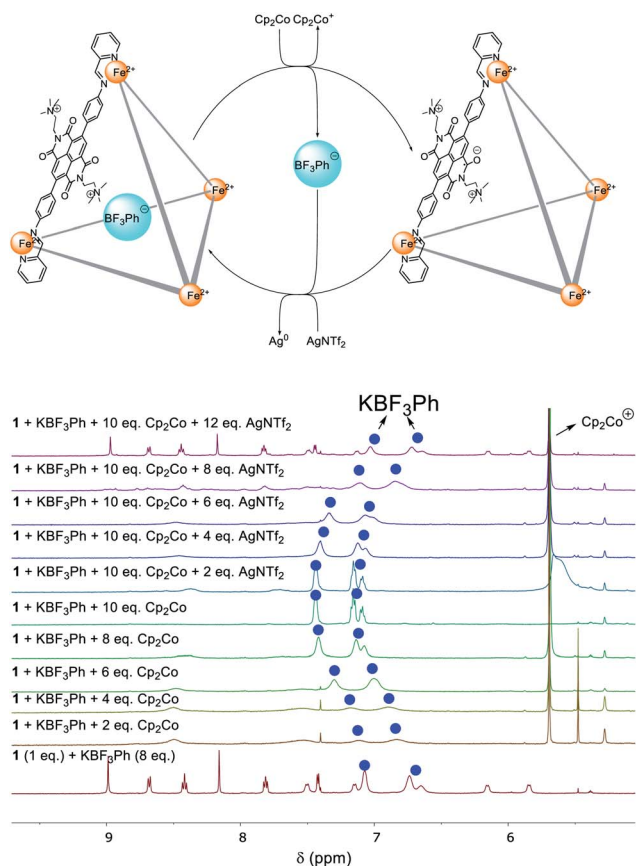 Cp₂Co Cp₂Co⁺
N
Fe²⁺
N
NMe₃
⊕
O
N
O
O
N
O
NMe₃
⊕
BF₃Ph ⊖
Fe²⁺
Fe²⁺
N
N
Fe²⁺
BF₃Ph ⊖
Ag⁰ AgNTf₂
N
Fe²⁺
N
⊕
O
N
O
O
N
O ⊖
⊕
Fe²⁺
Fe²⁺
N
N
Fe²⁺
KBF₃Ph
Cp₂Co⊕
1 + KBF₃Ph + 10 eq. Cp₂Co + 12 eq. AgNTf₂
1 + KBF₃Ph + 10 eq. Cp₂Co + 8 eq. AgNTf₂
1 + KBF₃Ph + 10 eq. Cp₂Co + 6 eq. AgNTf₂
1 + KBF₃Ph + 10 eq. Cp₂Co + 4 eq. AgNTf₂
1 + KBF₃Ph + 10 eq. Cp₂Co + 2 eq. AgNTf₂
1 + KBF₃Ph + 10 eq. Cp₂Co
1 + KBF₃Ph + 8 eq. Cp₂Co
1 + KBF₃Ph + 6 eq. Cp₂Co
1 + KBF₃Ph + 4 eq. Cp₂Co
1 + KBF₃Ph + 2 eq. Cp₂Co
1 (1 eq.) + KBF₃Ph (8 eq.)
9 8 7 6
δ (ppm)